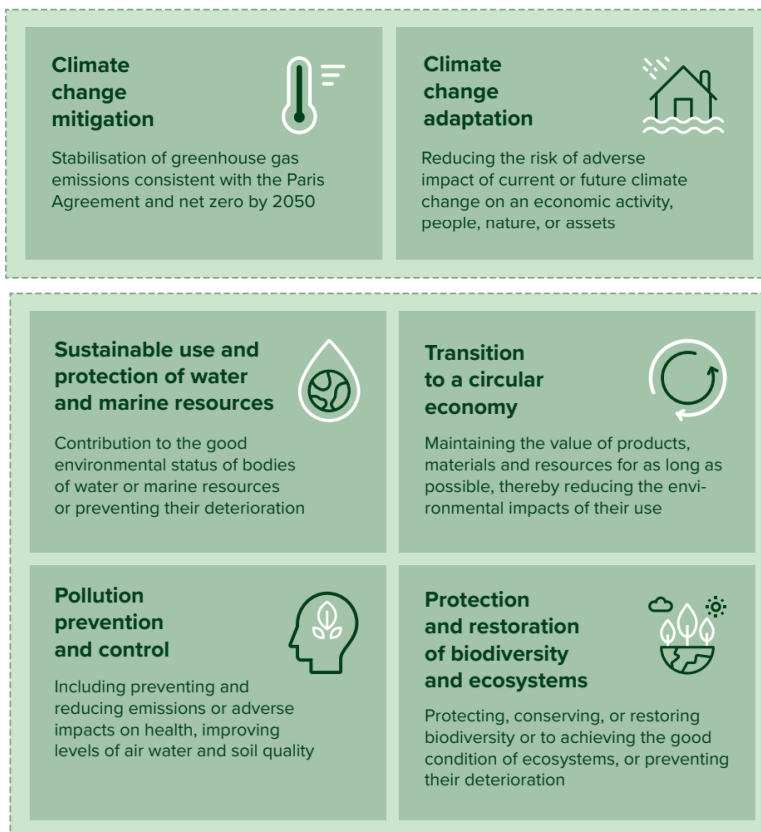 Climate
change
mitigation
Stabilisation of greenhouse gas
emissions consistent with the Paris
Agreement and net zero by 2050
Climate
change
adaptation
Reducing the risk of adverse
impact of current or future climate
change on an economic activity,
people, nature, or assets
Sustainable use and
protection of water
and marine resources
Contribution to the good
environmental status of bodies
of water or marine resources
or preventing their deterioration
Transition
to a circular
economy
Maintaining the value of products,
materials and resources for as long as
possible, thereby reducing the envi-
ronmental impacts of their use
Pollution
prevention
and control
Including preventing and
reducing emissions or adverse
impacts on health, improving
levels of air water and soil quality
Protection
and restoration
of biodiversity
and ecosystems
Protecting, conserving, or restoring
biodiversity or to achieving the good
condition of ecosystems, or preventing
their deterioration